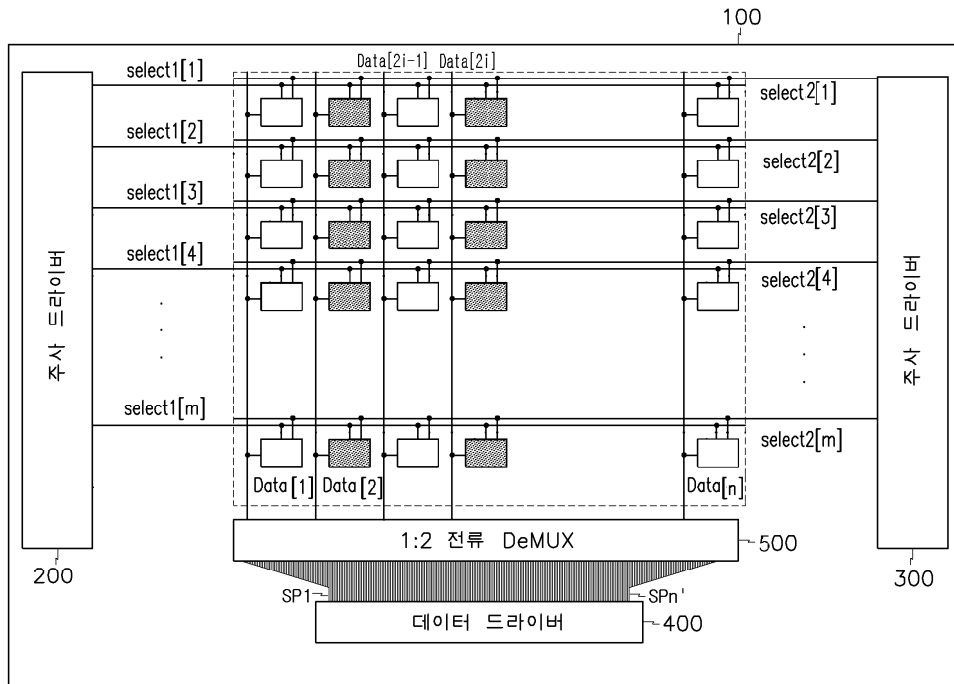 100
Data[2i-1] Data[2i]
select1[1]
select2[1]
select1[2]
select2[2]
select1[3]
select2[3]
select1[4]
select2[4]
주사 드라이버
주사 드라이버
select1[m]
select2[m]
Data[1] Data[2] Data[n]
1:2 전류 DeMUX
500
200
300
SP1
SPn'
데이터 드라이버
400